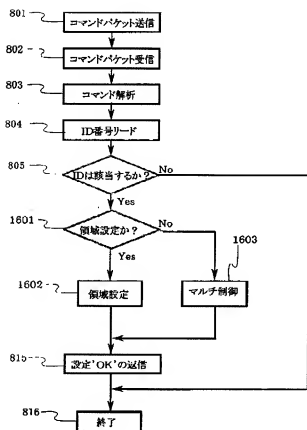 801
コマンドパケット送信
802
コマンドパケット受信
803
コマンド解析
804
ID番号リード
805
IDは該当するか？
No
Yes
1601
領域設定か？
No
Yes
1603
1602
領域設定
マルチ制御
815
設定'OK'の返信
816
終了